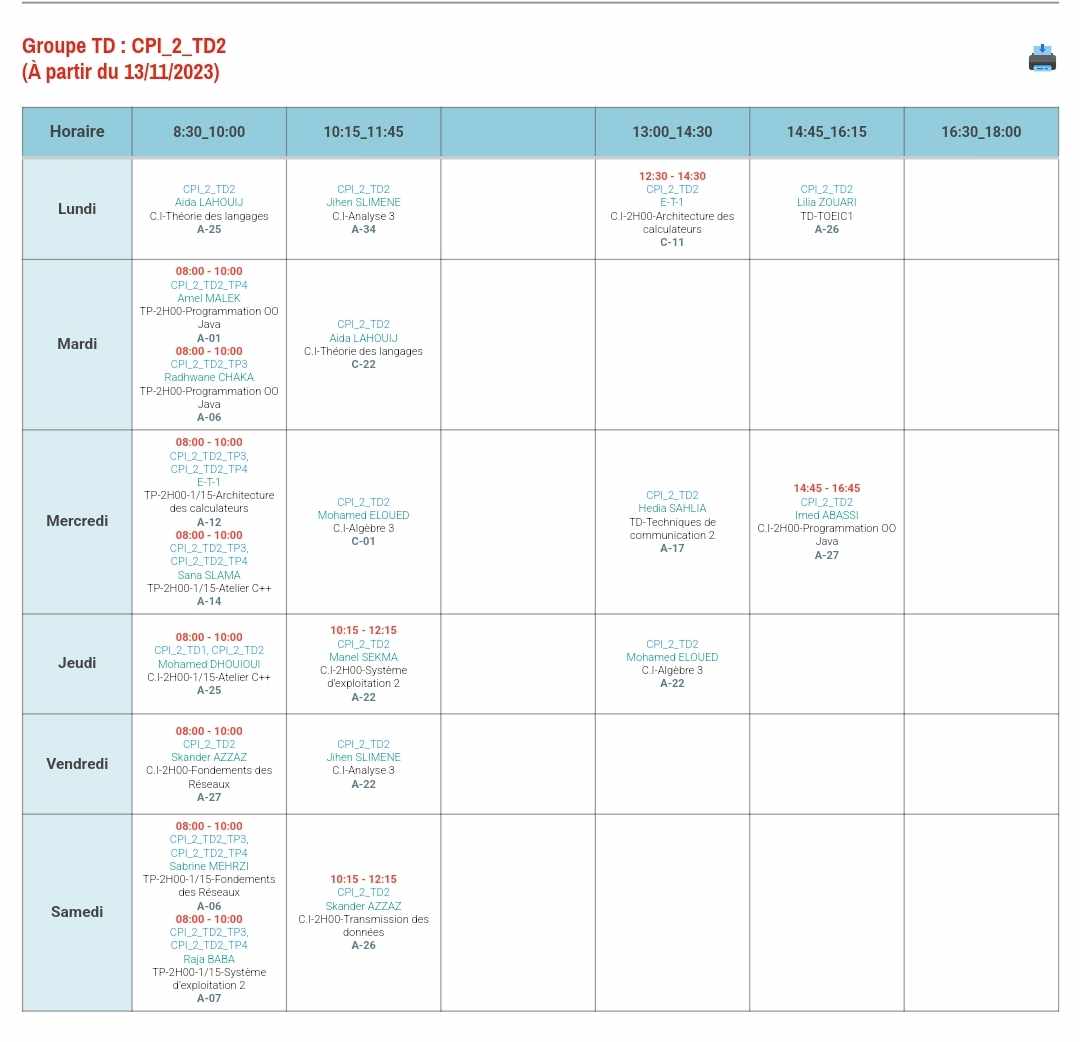 Groupe TD : CPI_2_TD2
(À partir du 13/11/2023)
Horaire
8:30_10:00
10:15_11:45
13:00_14:30
14:45_16:15
16:30_18:00
Lundi
CPI_2_TD2
Aida LAHOUIJ
C.I-Théorie des langages
A-25
CPI_2_TD2
Jihen SLIMENE
C.I-Analyse 3
A-34
12:30 - 14:30
CPI_2_TD2
E-T-1
C.I-2H00-Architecture des
calculateurs
C-11
CPI_2_TD2
Lilia ZOUARI
TD-TOEIC1
A-26
Mardi
08:00 - 10:00
CPI_2_TD2_TP4
Amel MALEK
TP-2H00-Programmation OO
Java
A-01
08:00 - 10:00
CPI_2_TD2_TP3
Radhwane CHAKA
TP-2H00-Programmation OO
Java
A-06
CPI_2_TD2
Aida LAHOUIJ
C.I-Théorie des langages
C-22
Mercredi
08:00 - 10:00
CPI_2_TD2_TP3,
CPI_2_TD2_TP4
E-T-1
TP-2H00-1/15-Architecture
des calculateurs
A-12
08:00 - 10:00
CPI_2_TD2_TP3,
CPI_2_TD2_TP4
Sana SLAMA
TP-2H00-1/15-Atelier C++
A-14
CPI_2_TD2
Mohamed ELOUED
C.I-Algèbre 3
C-01
CPI_2_TD2
Hedia SAHLIA
TD-Techniques de
communication 2
A-17
14:45 - 16:45
CPI_2_TD2
Imed ABASSI
C.I-2H00-Programmation OO
Java
A-27
Jeudi
08:00 - 10:00
CPI_2_TD1, CPI_2_TD2
Mohamed DHOUIOUI
C.I-2H00-1/15-Atelier C++
A-25
10:15 - 12:15
CPI_2_TD2
Manel SEKMA
C.I-2H00-Système
d'exploitation 2
A-22
CPI_2_TD2
Mohamed ELOUED
C.I-Algèbre 3
A-22
Vendredi
08:00 - 10:00
CPI_2_TD2
Skander AZZAZ
C.I-2H00-Fondements des
Réseaux
A-27
CPI_2_TD2
Jihen SLIMENE
C.I-Analyse 3
A-22
Samedi
08:00 - 10:00
CPI_2_TD2_TP3,
CPI_2_TD2_TP4
Sabrine MEHRZI
TP-2H00-1/15-Fondements
des Réseaux
A-06
08:00 - 10:00
CPI_2_TD2_TP3,
CPI_2_TD2_TP4
Raja BABA
TP-2H00-1/15-Système
d'exploitation 2
A-07
10:15 - 12:15
CPI_2_TD2
Skander AZZAZ
C.I-2H00-Transmission des
données
A-26